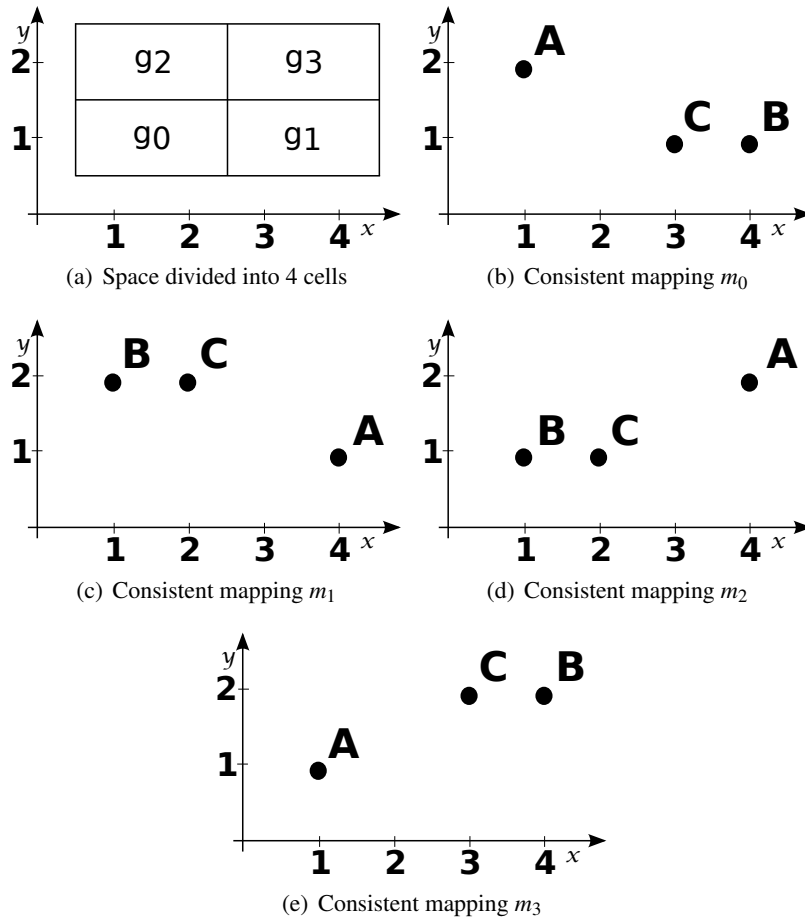 y
2
1
g2 g3
g0 g1
1 2 3 4 x
(a) Space divided into 4 cells
y
2
1
A
C B
1 2 3 4 x
(b) Consistent mapping m0
y
2
1
B C
A
1 2 3 4 x
(c) Consistent mapping m1
y
2
1
A
B C
1 2 3 4 x
(d) Consistent mapping m2
y
2
1
C B
A
1 2 3 4 x
(e) Consistent mapping m3